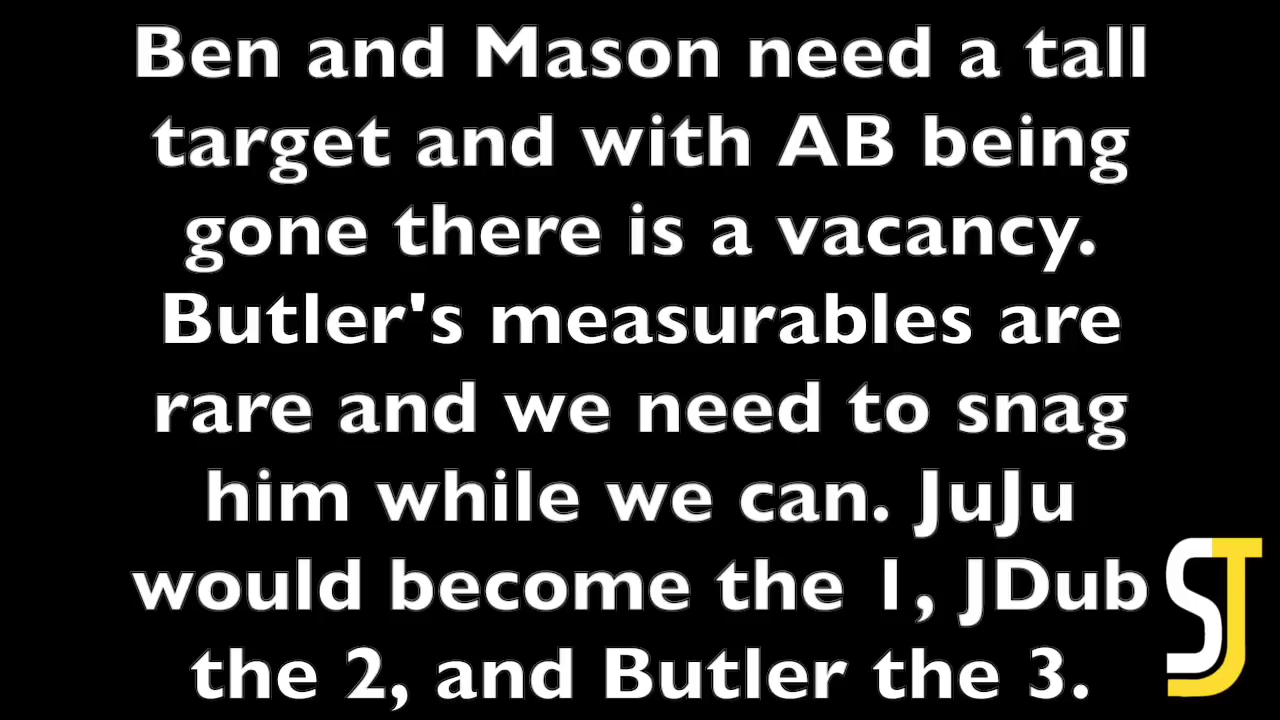 Ben and Mason need a tall
target and with AB being
gone there is a vacancy.
Butler's measurables are
rare and we need to snag
him while we can. JuJu
would become the 1, JDub
the 2, and Butler the 3.
SJ